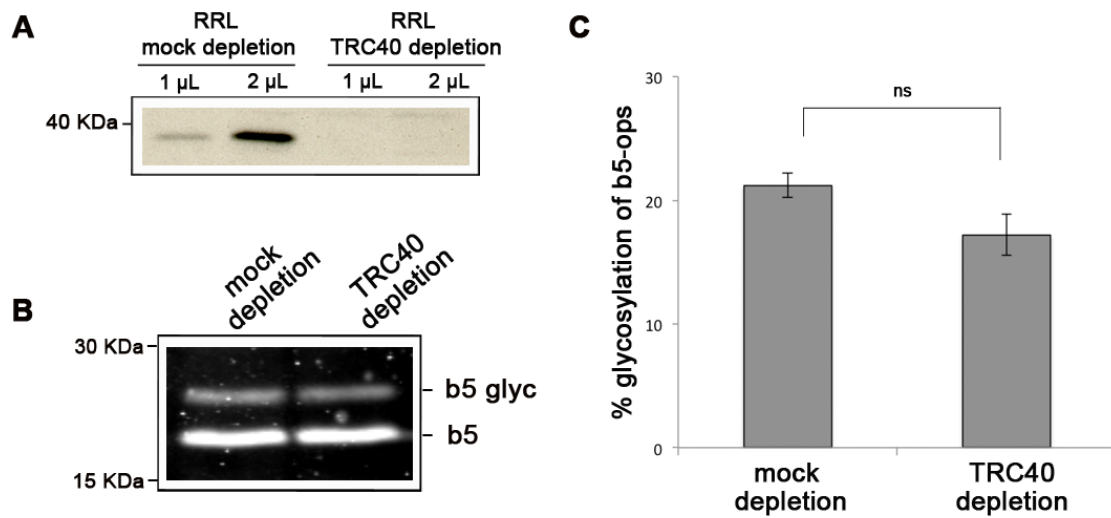 A
RRL
mock depletion
RRL
TRC40 depletion
1 µL
2 µL
1 µL
2 µL
40 KDa
B
mock
depletion
TRC40
depletion
30 KDa
b5 glyc
b5
15 KDa
C
% glycosylation of b5-ops
30
20
10
0
ns
mock
depletion
TRC40
depletion